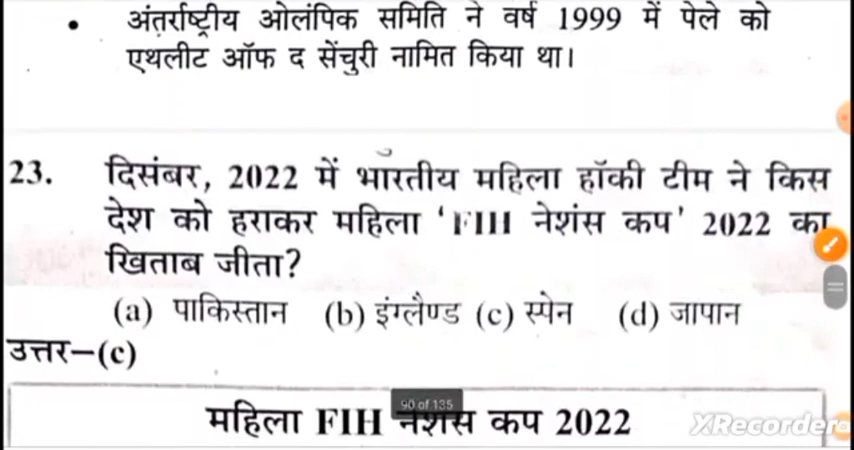 • अंतर्राष्ट्रीय ओलंपिक समिति ने वर्ष 1999 में पेले को
एथलीट ऑफ द सेंचुरी नामित किया था।
23. दिसंबर, 2022 में भारतीय महिला हॉकी टीम ने किस
देश को हराकर महिला ‘FIH नेशंस कप’ 2022 का
खिताब जीता?
(a) पाकिस्तान (b) इंग्लैण्ड (c) स्पेन (d) जापान
उत्तर–(c)
90 of 135
महिला FIH नेशंस कप 2022
XRecorder